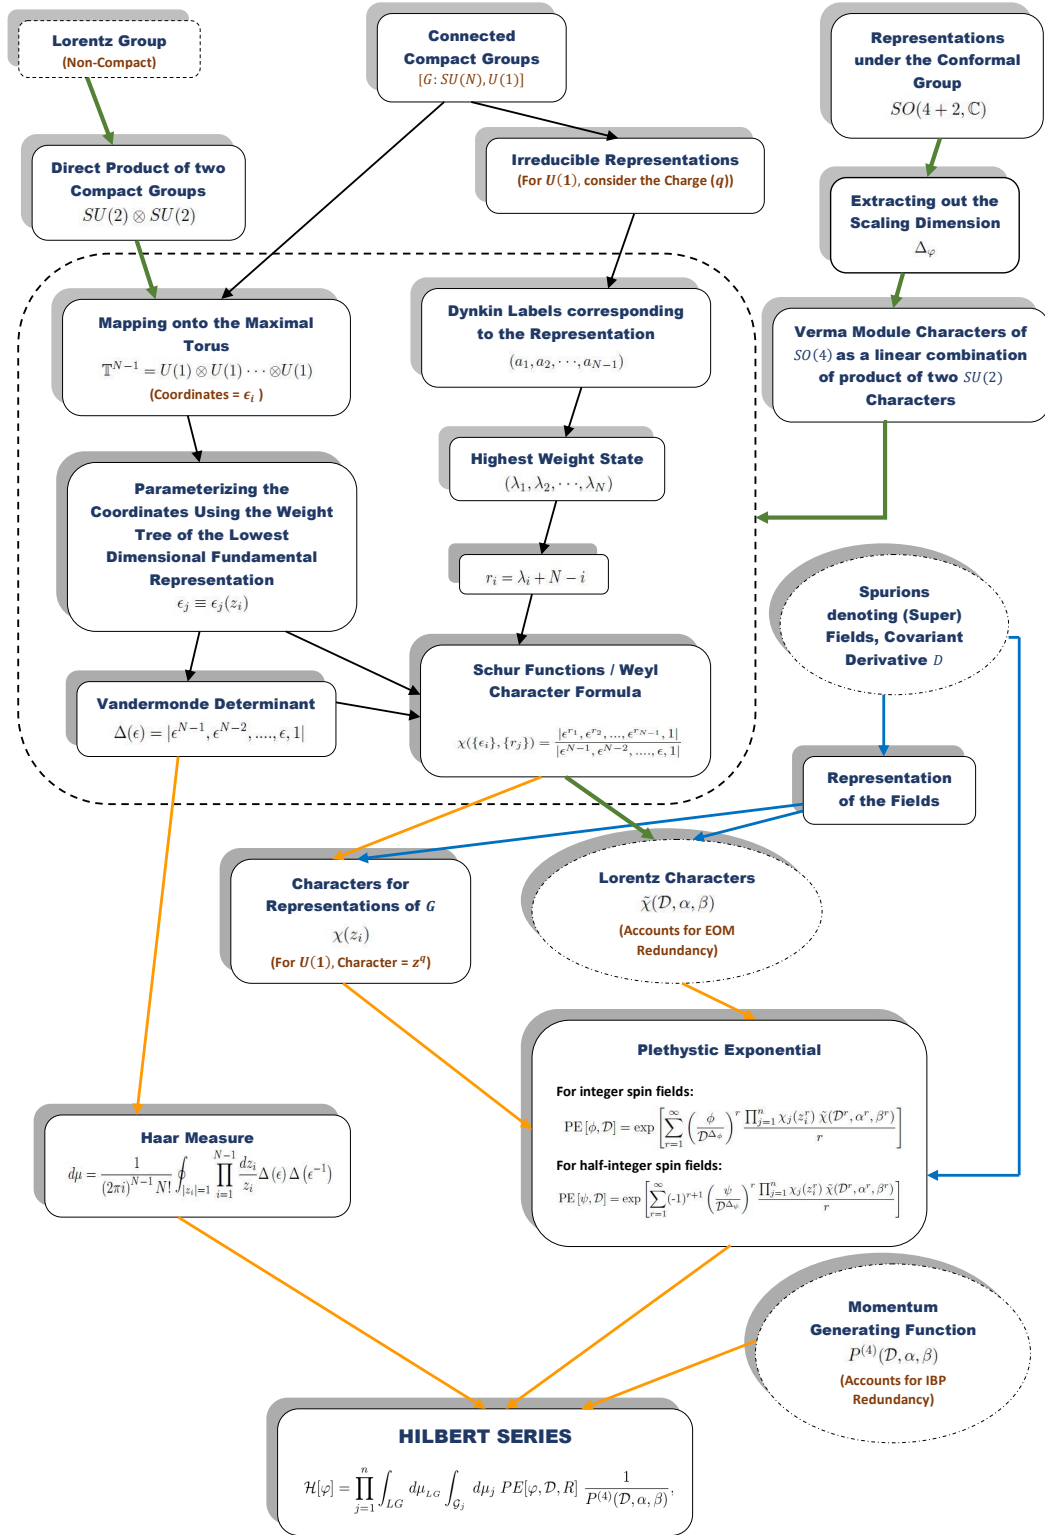 Lorentz Group
(Non-Compact)
Connected
Compact Groups
[G: SU(N), U(1)]
Representations
under the Conformal
Group
SO(4 + 2, ℂ)
Direct Product of two
Compact Groups
SU(2) ⊗ SU(2)
Irreducible Representations
(For U(1), consider the Charge (q))
Extracting out the
Scaling Dimension
Δ_φ
Mapping onto the Maximal
Torus
𝕋^{N−1} = U(1) ⊗ U(1) ··· ⊗U(1)
(Coordinates = ϵ_i )
Dynkin Labels corresponding
to the Representation
(a_1, a_2, ···, a_{N−1})
Verma Module Characters of
SO(4) as a linear combination
of product of two SU(2)
Characters
Highest Weight State
(λ_1, λ_2, ···, λ_N)
Parameterizing the
Coordinates Using the Weight
Tree of the Lowest
Dimensional Fundamental
Representation
ϵ_j ≡ ϵ_j(z_i)
r_i = λ_i + N − i
Spurions
denoting (Super)
Fields, Covariant
Derivative D
Vandermonde Determinant
Δ(ϵ) = |ϵ^{N−1}, ϵ^{N−2}, ...., ϵ, 1|
Schur Functions / Weyl
Character Formula
χ({ϵ_i}, {r_j}) = |ϵ^{r_1}, ϵ^{r_2}, ..., ϵ^{r_{N−1}}, 1| / |ϵ^{N−1}, ϵ^{N−2}, ...., ϵ, 1|
Representation
of the Fields
Characters for
Representations of G
χ(z_i)
(For U(1), Character = z^q)
Lorentz Characters
χ̃(𝒟, α, β)
(Accounts for EOM
Redundancy)
Plethystic Exponential
For integer spin fields:
PE [ϕ, 𝒟] = exp [ ∑_{r=1}^{∞} (ϕ / 𝒟^{Δ_ϕ})^r ∏_{j=1}^{n} χ_j(z_i^r) χ̃(𝒟^r, α^r, β^r) / r ]
For half-integer spin fields:
PE [ψ, 𝒟] = exp [ ∑_{r=1}^{∞} (-1)^{r+1} (ψ / 𝒟^{Δ_ψ})^r ∏_{j=1}^{n} χ_j(z_i^r) χ̃(𝒟^r, α^r, β^r) / r ]
Haar Measure
dμ = 1 / ((2πi)^{N−1} N!) ∮_{|z_i|=1} ∏_{i=1}^{N−1} dz_i / z_i Δ (ϵ) Δ (ϵ^{−1})
Momentum
Generating Function
P^{(4)}(𝒟, α, β)
(Accounts for IBP
Redundancy)
HILBERT SERIES
ℋ[φ] = ∏_{j=1}^{n} ∫_{LG} dμ_{LG} ∫_{𝒢_j} dμ_j PE[φ, 𝒟, R] 1 / P^{(4)}(𝒟, α, β),